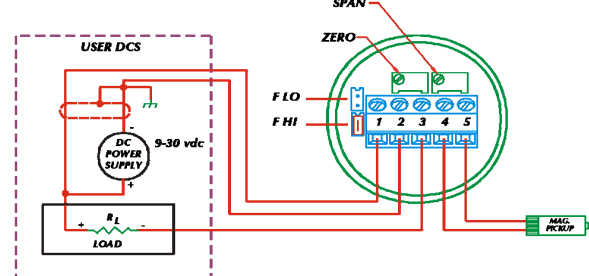 SPAN
USER DCS
ZERO
F LO
F HI
1 2 3 4 5
-
DC
POWER
SUPPLY
9-30 vdc
+
+ RL -
LOAD
MAG.
PICKUP